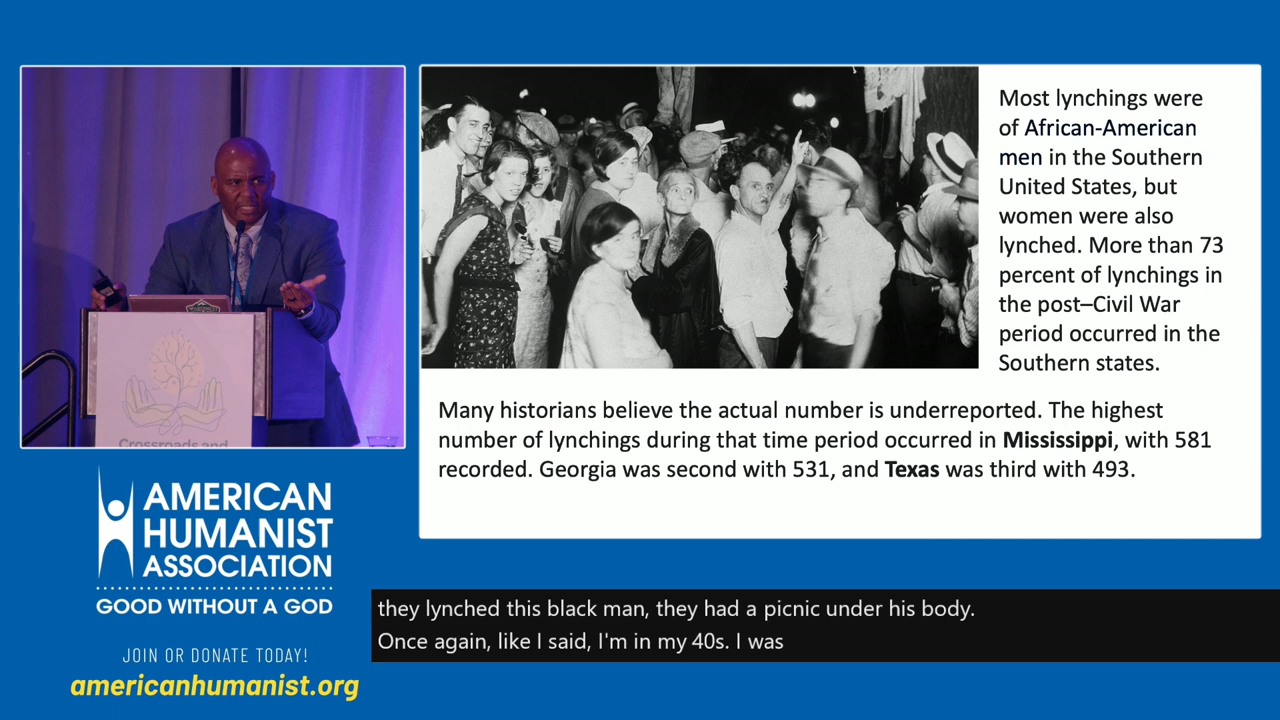 Most lynchings were
of African-American
men in the Southern
United States, but
women were also
lynched. More than 73
percent of lynchings in
the post–Civil War
period occurred in the
Southern states.
Many historians believe the actual number is underreported. The highest
number of lynchings during that time period occurred in Mississippi, with 581
recorded. Georgia was second with 531, and Texas was third with 493.
Crossroads and
AMERICAN
HUMANIST
ASSOCIATION
GOOD WITHOUT A GOD
JOIN OR DONATE TODAY!
americanhumanist.org
they lynched this black man, they had a picnic under his body.
Once again, like I said, I'm in my 40s. I was